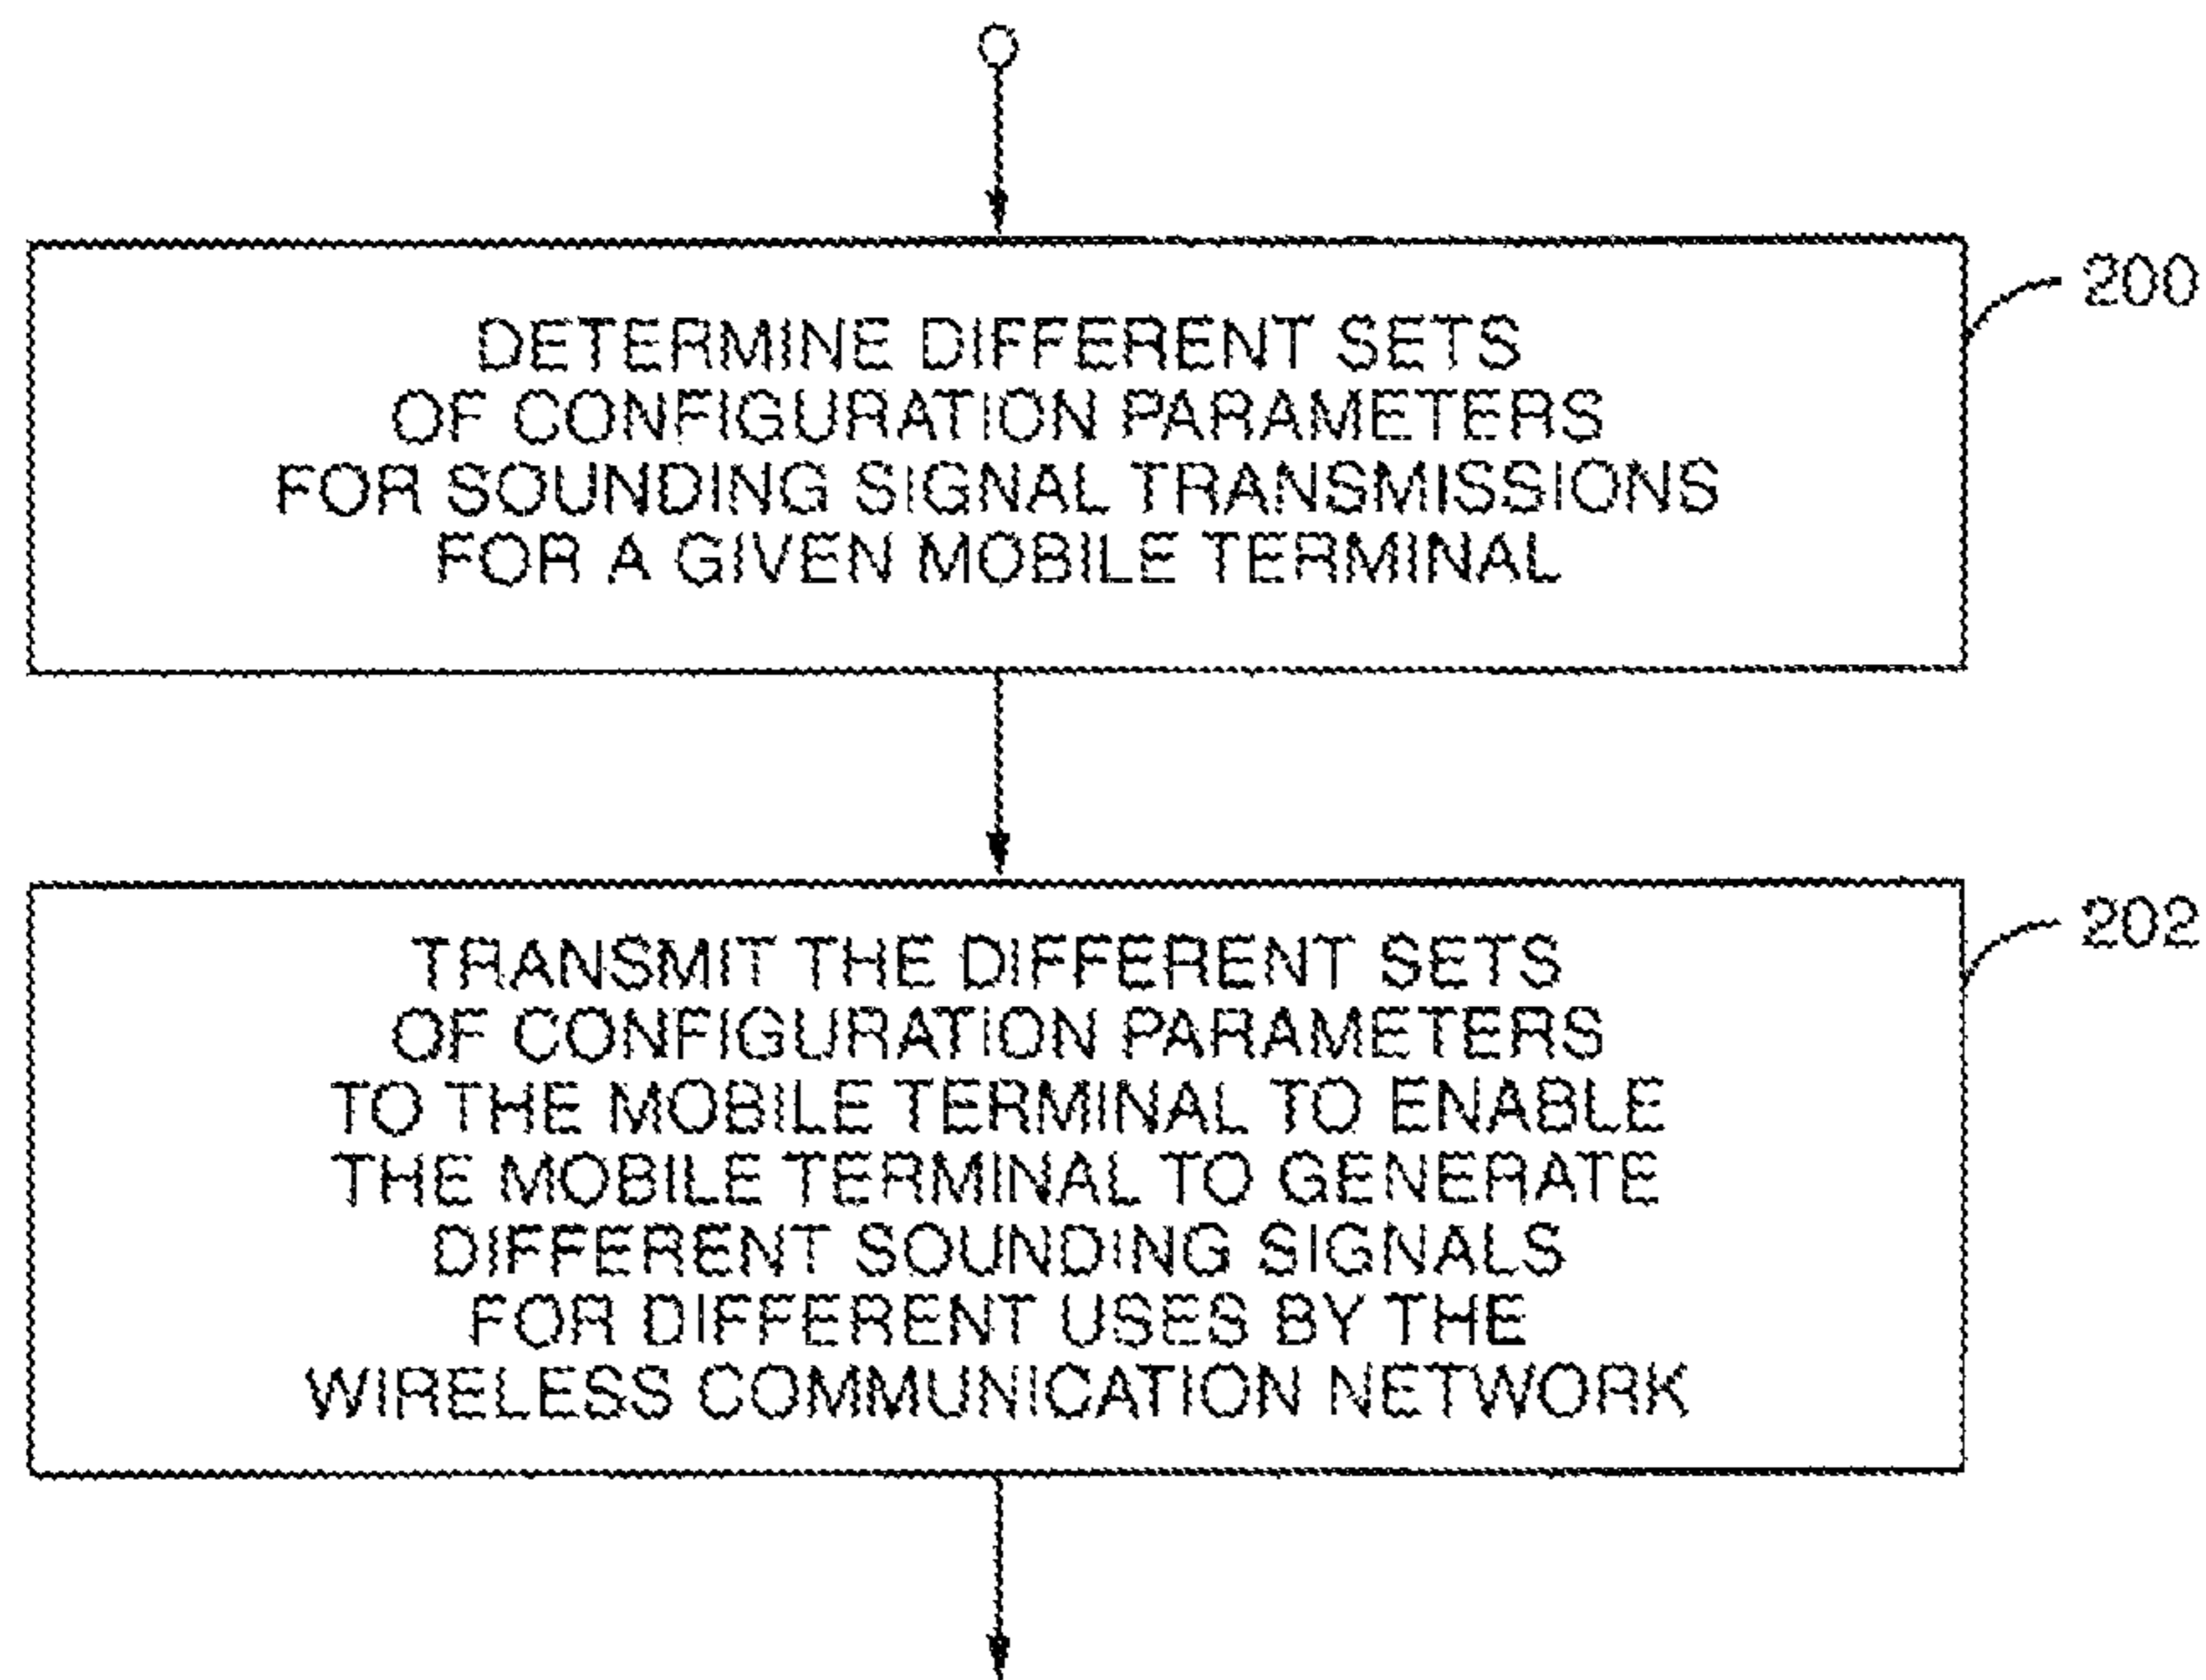 200
DETERMINE DIFFERENT SETS
OF CONFIGURATION PARAMETERS
FOR SOUNDING SIGNAL TRANSMISSIONS
FOR A GIVEN MOBILE TERMINAL
202
TRANSMIT THE DIFFERENT SETS
OF CONFIGURATION PARAMETERS
TO THE MOBILE TERMINAL TO ENABLE
THE MOBILE TERMINAL TO GENERATE
DIFFERENT SOUNDING SIGNALS
FOR DIFFERENT USES BY THE
WIRELESS COMMUNICATION NETWORK